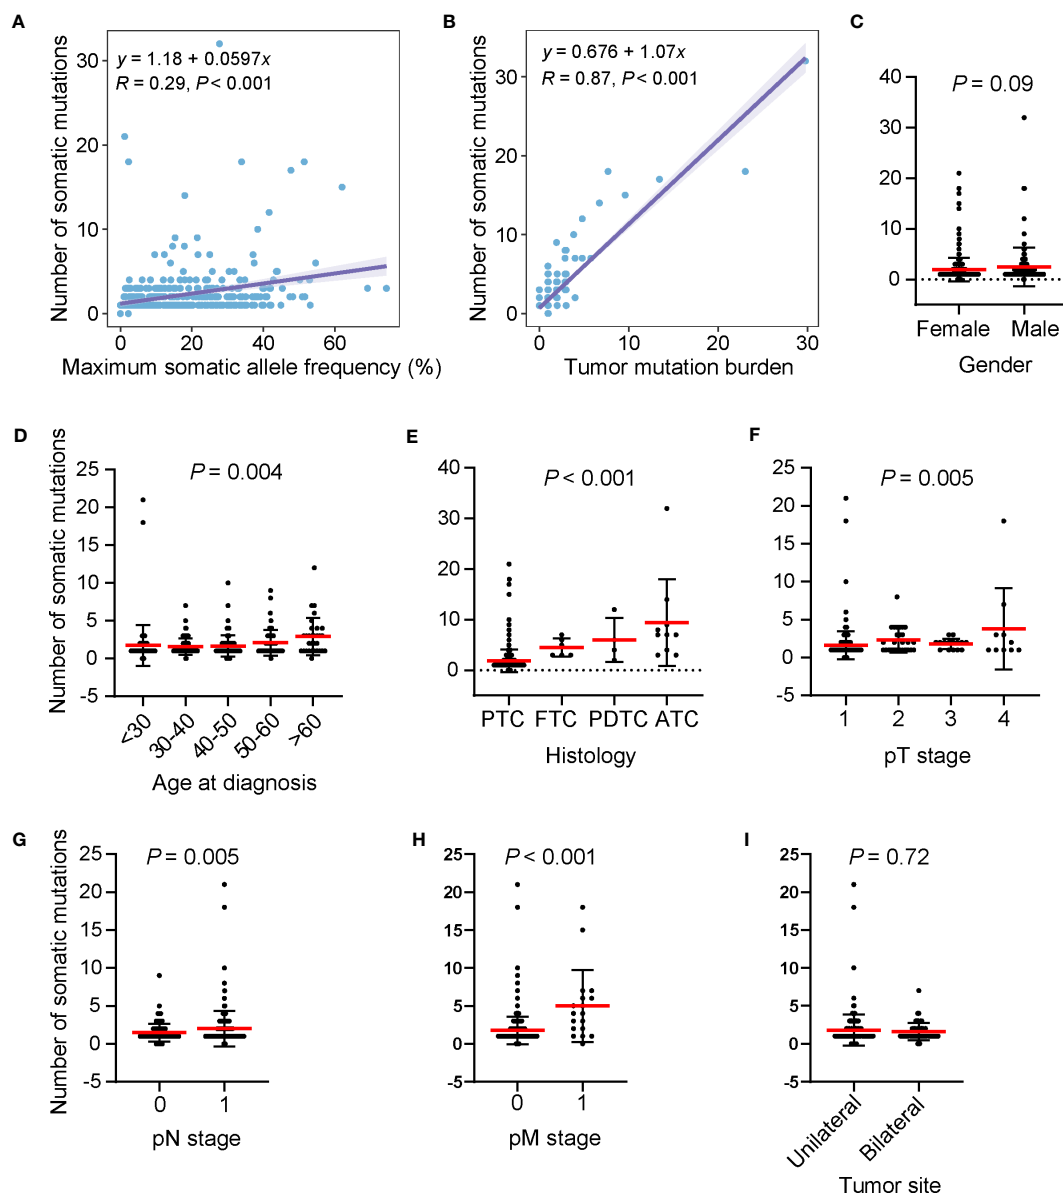 A
y = 1.18 + 0.0597x
R = 0.29, P < 0.001
Number of somatic mutations
30
20
10
0
0 20 40 60
Maximum somatic allele frequency (%)
B
y = 0.676 + 1.07x
R = 0.87, P < 0.001
Number of somatic mutations
30
20
10
0
0 10 20 30
Tumor mutation burden
C
P = 0.09
Number of somatic mutations
40
30
20
10
0
Female Male
Gender
D
P = 0.004
Number of somatic mutations
25
20
15
10
5
0
-5
<30 30-40 40-50 50-60 >60
Age at diagnosis
E
P < 0.001
40
30
20
10
0
PTC FTC PDTC ATC
Histology
F
P = 0.005
25
20
15
10
5
0
-5
1 2 3 4
pT stage
G
P = 0.005
Number of somatic mutations
25
20
15
10
5
0
-5
0 1
pN stage
H
P < 0.001
25
20
15
10
5
0
-5
0 1
pM stage
I
P = 0.72
25
20
15
10
5
0
-5
Unilateral Bilateral
Tumor site